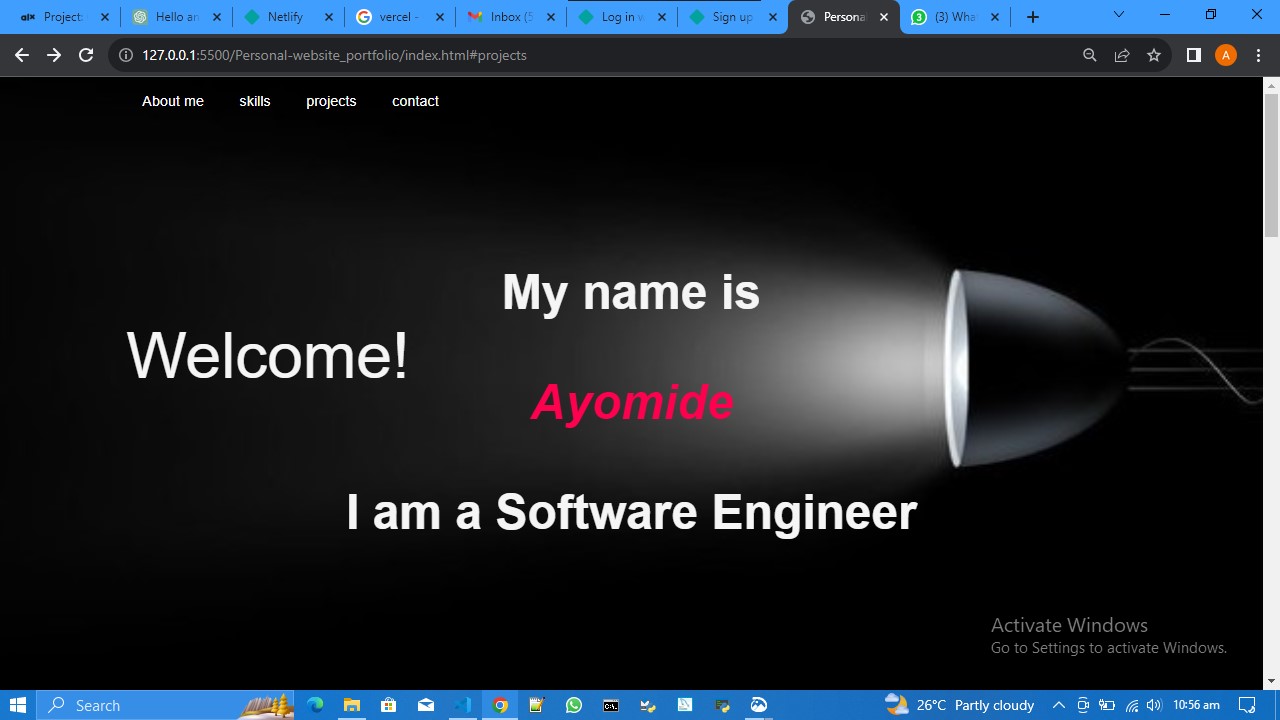 alx Project
Hello an
Netlify
vercel -
Inbox (5
Log in w
Sign up
Persona
3 (3) Wha
127.0.0.1:5500/Personal-website_portfolio/index.html#projects
A
About me skills projects contact
My name is
Welcome!
Ayomide
I am a Software Engineer
Activate Windows
Go to Settings to activate Windows.
Search
26°C Partly cloudy
10:56 am